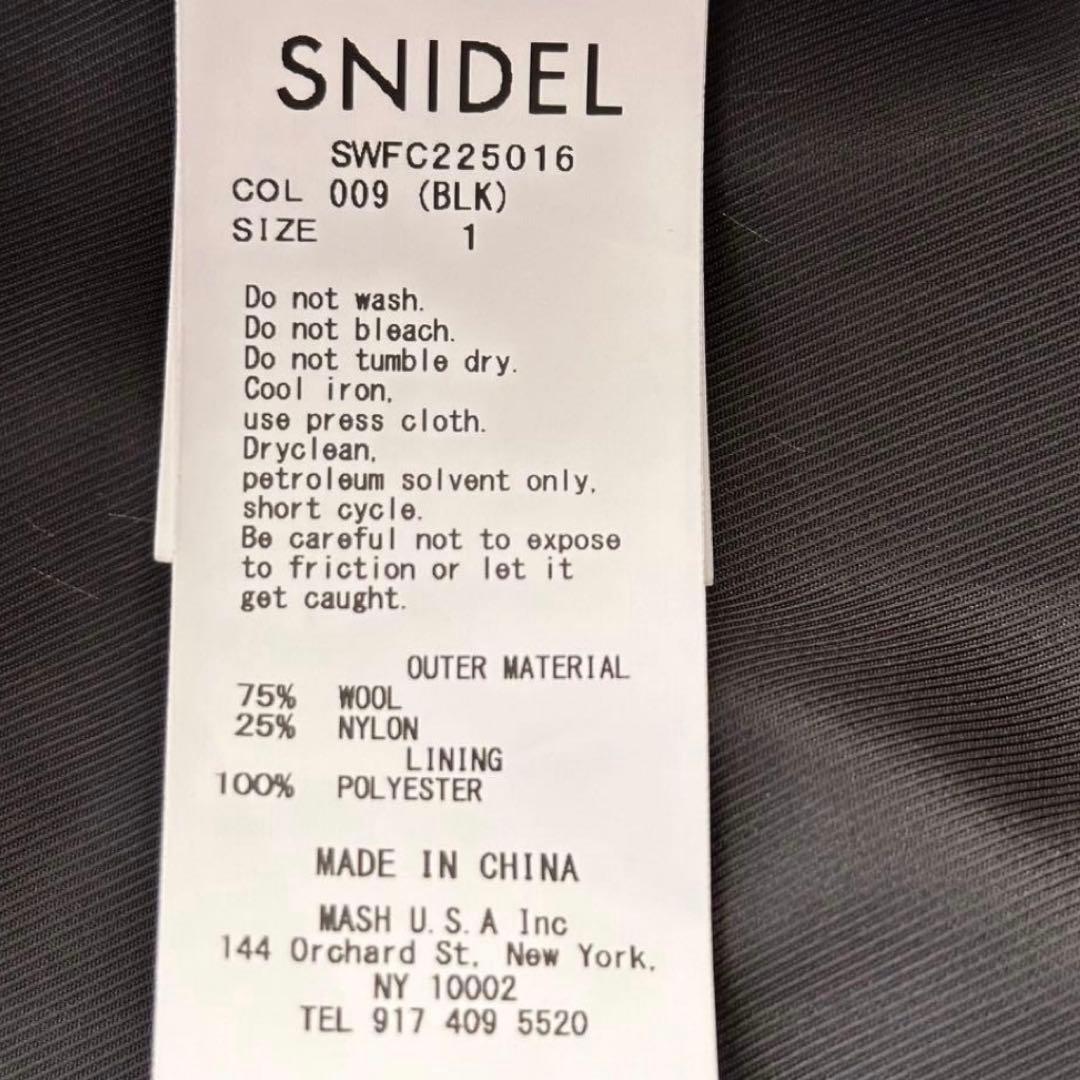 SNIDEL
SWFC225016
COL 009 (BLK)
SIZE 1
Do not wash.
Do not bleach.
Do not tumble dry.
Cool iron,
use press cloth.
Dryclean,
petroleum solvent only,
short cycle.
Be careful not to expose
to friction or let it
get caught.
OUTER MATERIAL
75% WOOL
25% NYLON
LINING
100% POLYESTER
MADE IN CHINA
MASH U.S.A Inc
144 Orchard St. New York,
NY 10002
TEL 917 409 5520